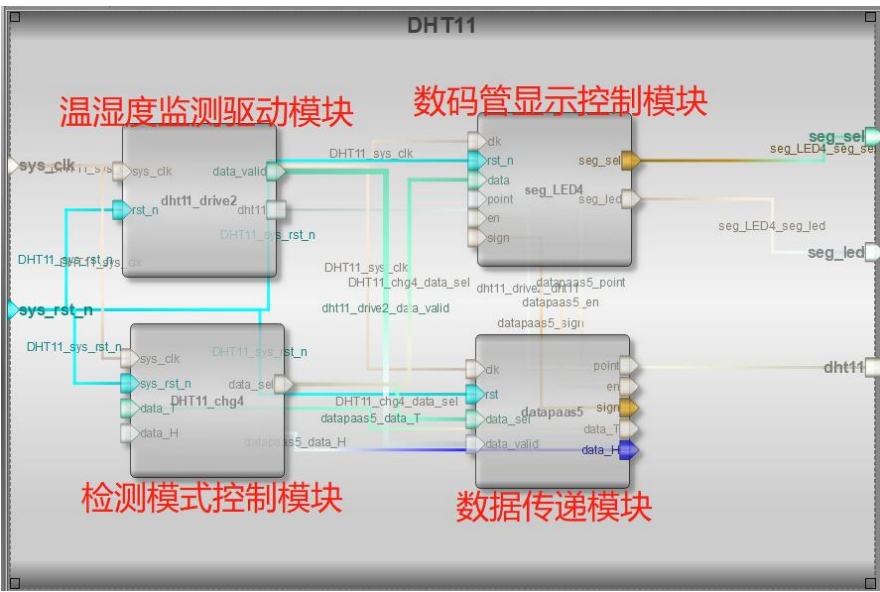 DHT11
温湿度监测驱动模块
数码管显示控制模块
sys_clk
sys_clk
data_valid
dht11_drive2
rst_n
dht11
DHT11_sys_rst_n
DHT11_sys_rst_n
sys_rst_n
DHT11_sys_clk
clk
rst_n
data
point
en
sign
seg_LED4
seg_sel
seg_led
seg_sel
seg_LED4_seg_sel
seg_LED4_seg_led
seg_led
DHT11_sys_clk
DHT11_chg4_data_sel
dht11_drive2_data_valid
dht11_drive2_dht11
datapaas5_point
datapaas5_en
datapaas5_sign
DHT11_sys_rst_n
DHT11_sys_rst_n
sys_clk
sys_rst_n
data_T
data_H
DHT11_chg4
data_sel
DHT11_chg4_data_sel
datapaas5_data_T
datapaas5_data_H
clk
rst
data_sel
data_valid
datapaas5
point
en
sign
data_T
data_H
dht11
检测模式控制模块
数据传递模块